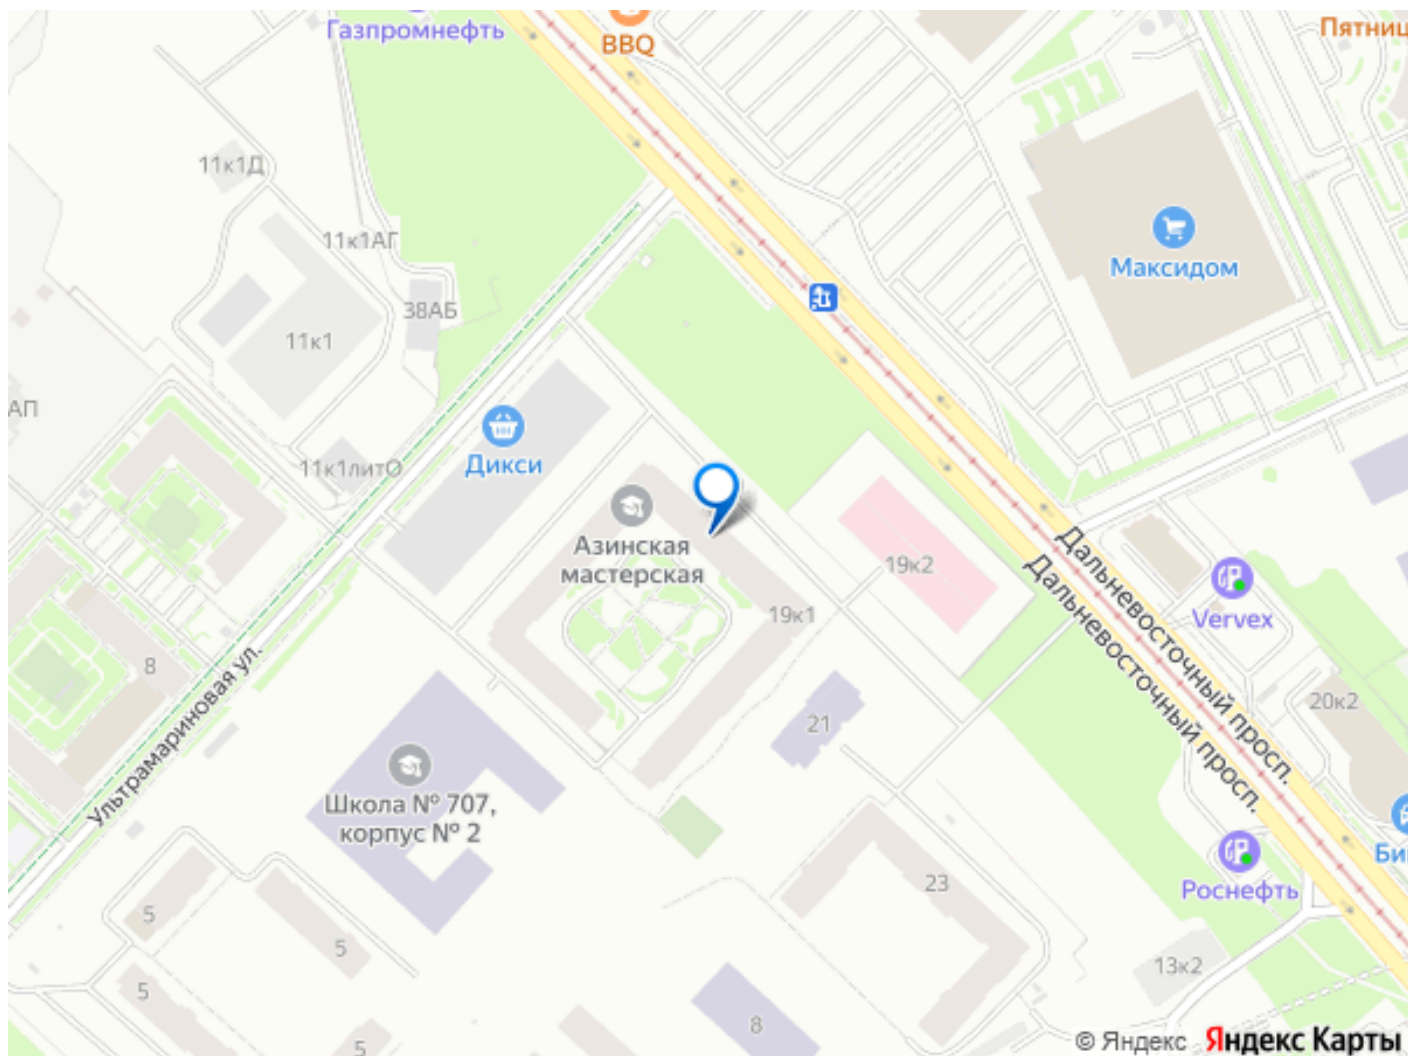 Газпромнефть
BBQ
Пятниц
11к1Д
11к1АГ
Максидом
38АБ
11к1
АП
11к1литО
Дикси
Азинская
мастерская
19к2
19к1
Vervex
Дальневосточный просп.
Дальневосточный просп.
8
Ультрамариновая ул.
20к2
21
Школа № 707,
корпус № 2
Би
Роснефть
23
5
5
13к2
5
8
5
© Яндекс Яндекс Карты